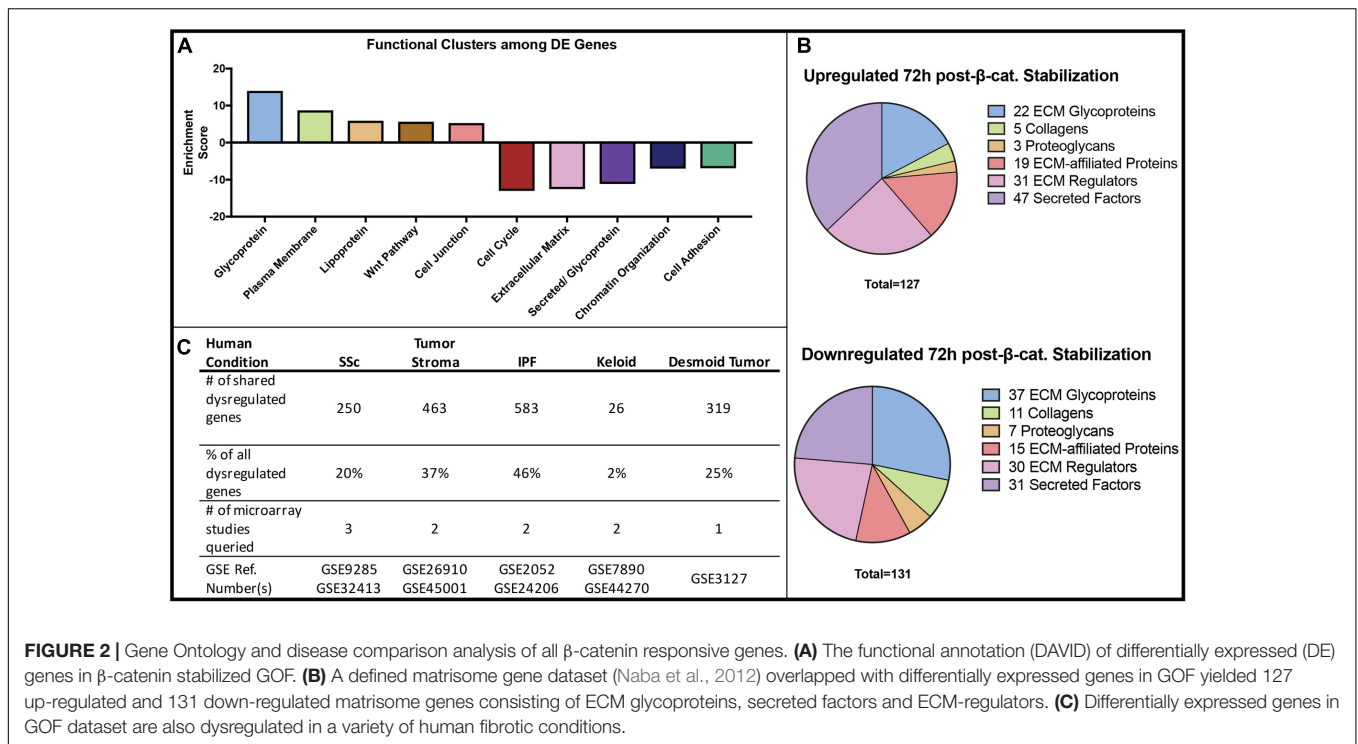 A
Functional Clusters among DE Genes
Enrichment
Score
20
10
0
-10
-20
Glycoprotein
Plasma Membrane
Lipoprotein
Wnt Pathway
Cell Junction
Cell Cycle
Extracellular Matrix
Secreted/ Glycoprotein
Chromatin Organization
Cell Adhesion
B
Upregulated 72h post-β-cat. Stabilization
22 ECM Glycoproteins
5 Collagens
3 Proteoglycans
19 ECM-affiliated Proteins
31 ECM Regulators
47 Secreted Factors
Total=127
Downregulated 72h post-β-cat. Stabilization
37 ECM Glycoproteins
11 Collagens
7 Proteoglycans
15 ECM-affiliated Proteins
30 ECM Regulators
31 Secreted Factors
Total=131
C
Human Condition SSc Tumor Stroma IPF Keloid Desmoid Tumor
# of shared dysregulated genes 250 463 583 26 319
% of all dysregulated genes 20% 37% 46% 2% 25%
# of microarray studies queried 3 2 2 2 1
GSE Ref. Number(s) GSE9285 GSE32413 GSE26910 GSE45001 GSE2052 GSE24206 GSE7890 GSE44270 GSE3127
FIGURE 2 | Gene Ontology and disease comparison analysis of all β-catenin responsive genes. (A) The functional annotation (DAVID) of differentially expressed (DE)
genes in β-catenin stabilized GOF. (B) A defined matrisome gene dataset (Naba et al., 2012) overlapped with differentially expressed genes in GOF yielded 127
up-regulated and 131 down-regulated matrisome genes consisting of ECM glycoproteins, secreted factors and ECM-regulators. (C) Differentially expressed genes in
GOF dataset are also dysregulated in a variety of human fibrotic conditions.